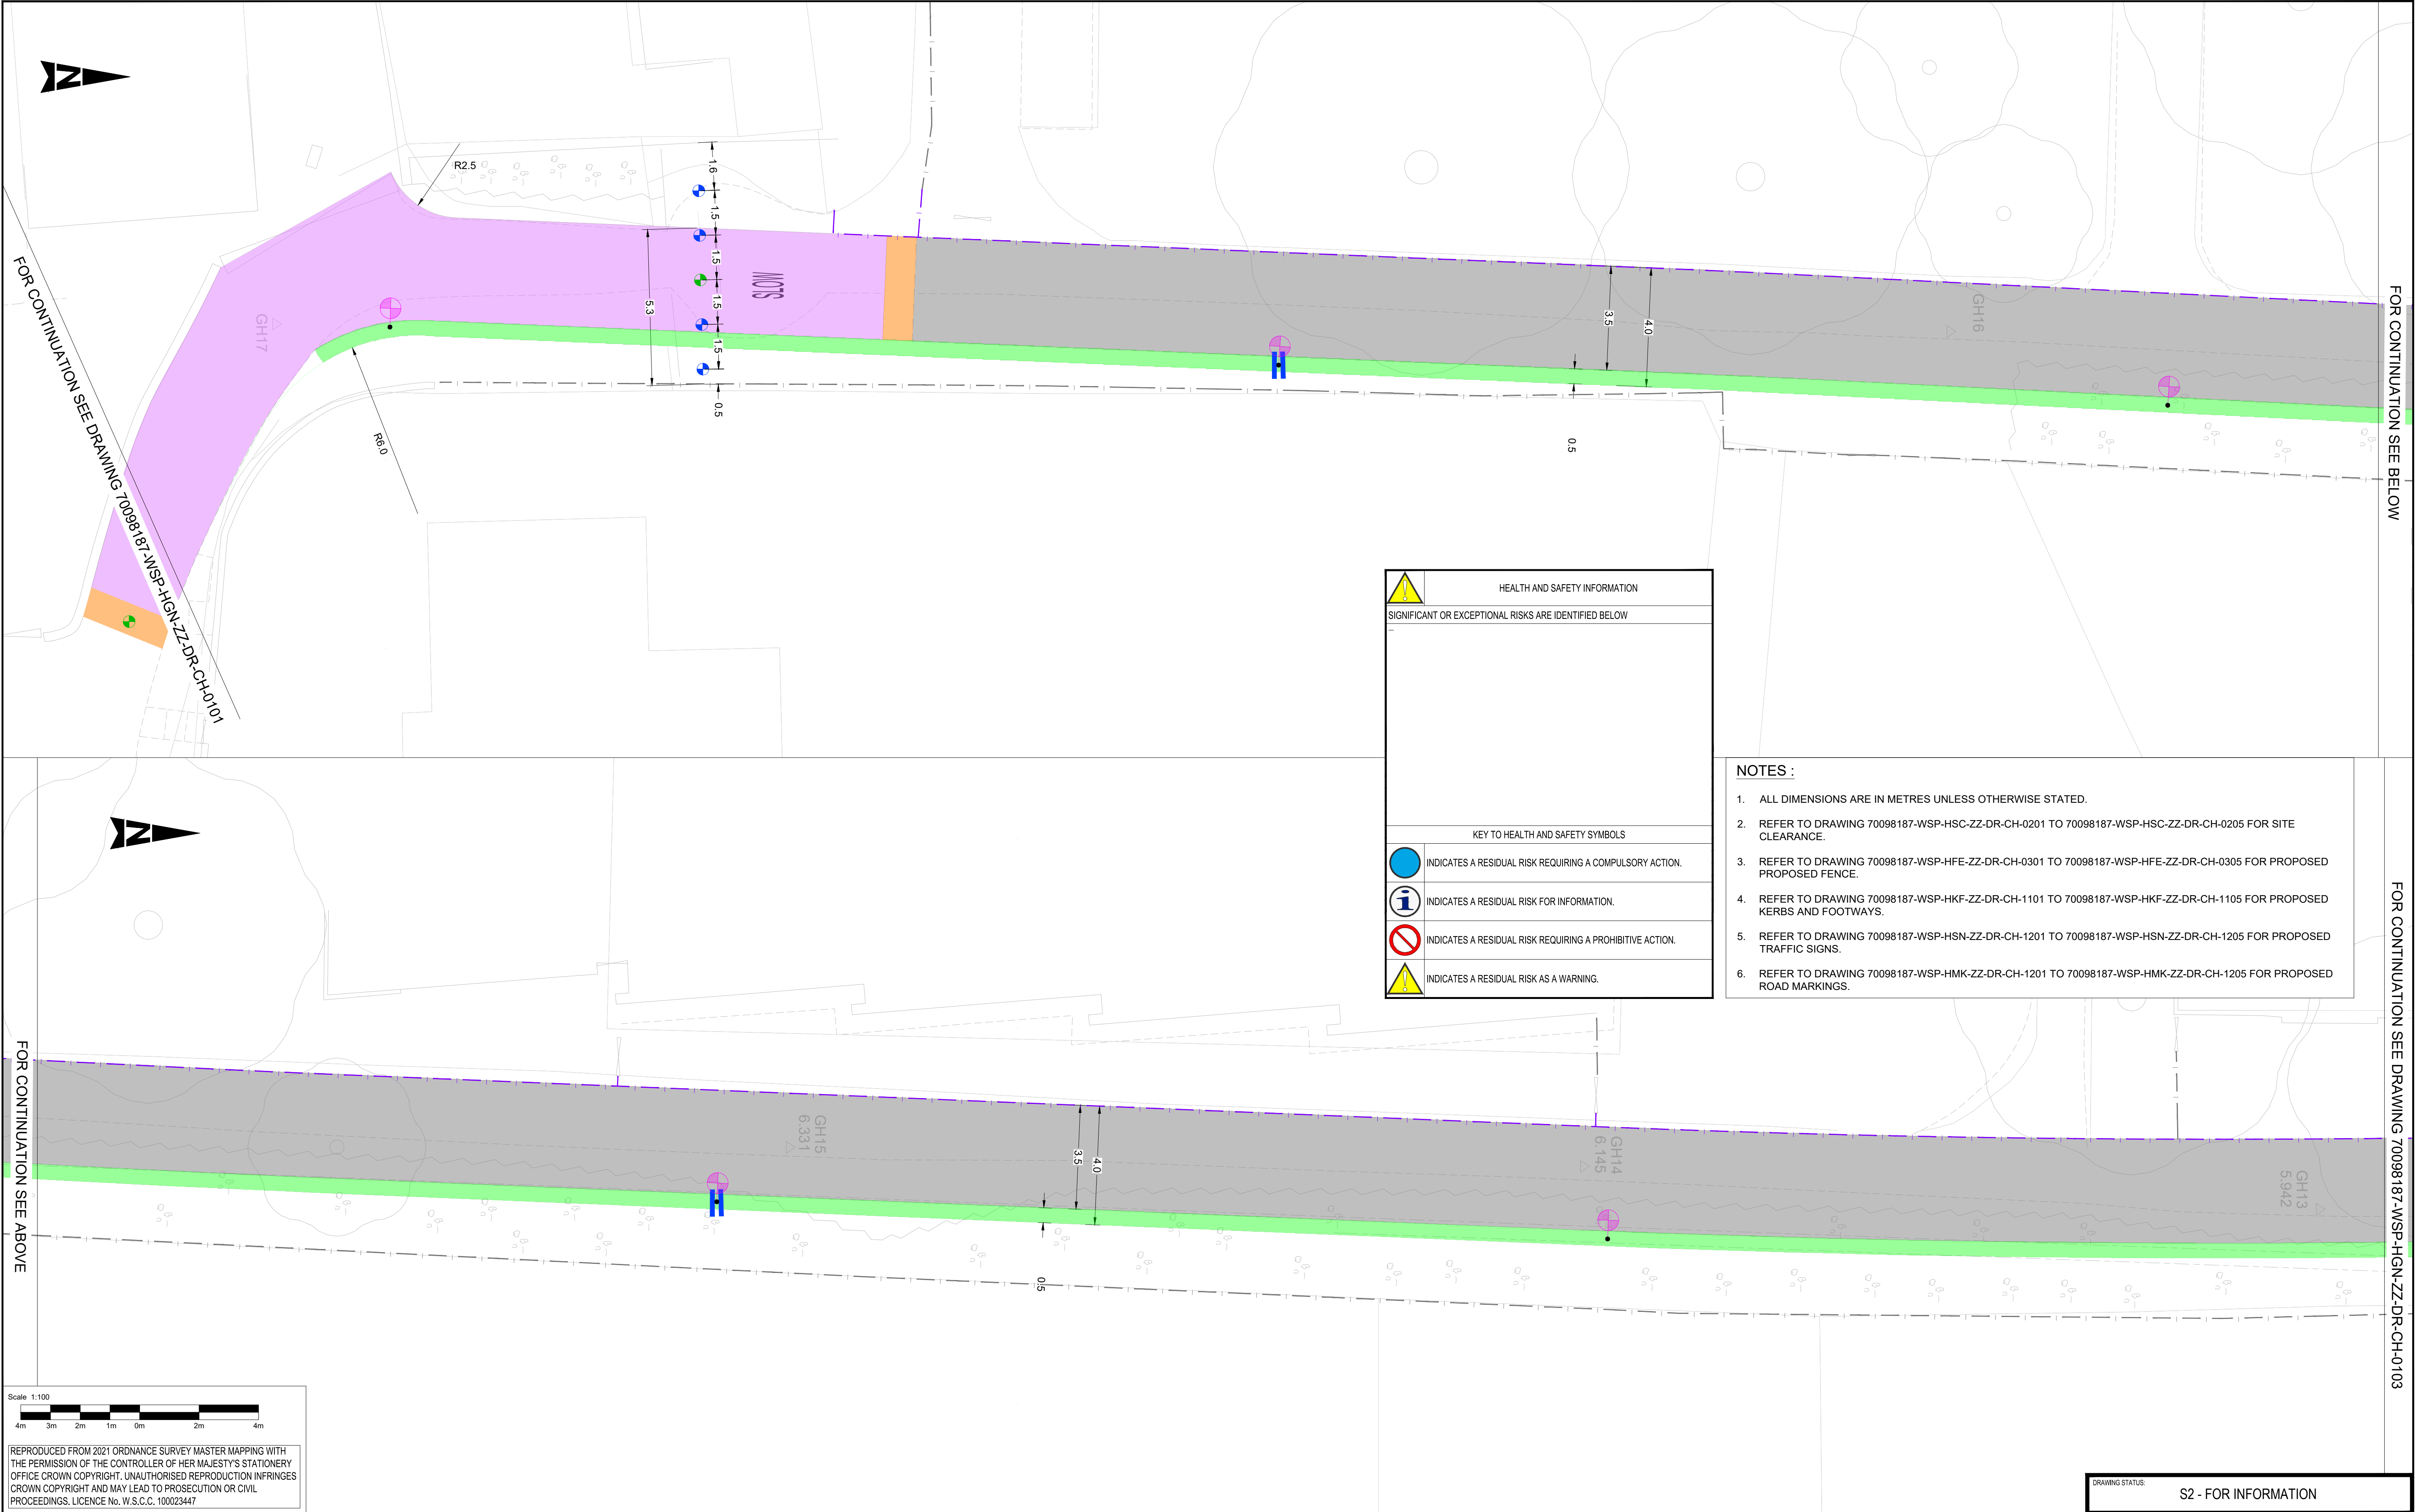 N
R2.5
1.6
1.5
1.5
1.5
1.5
0.5
5.3
SLOW
GH17
R6.0
FOR CONTINUATION SEE DRAWING 70098187-WSP-HGN-ZZ-DR-CH-0101
3.5
4.0
0.5
GH16
FOR CONTINUATION SEE BELOW
HEALTH AND SAFETY INFORMATION
SIGNIFICANT OR EXCEPTIONAL RISKS ARE IDENTIFIED BELOW
–
KEY TO HEALTH AND SAFETY SYMBOLS
INDICATES A RESIDUAL RISK REQUIRING A COMPULSORY ACTION.
INDICATES A RESIDUAL RISK FOR INFORMATION.
INDICATES A RESIDUAL RISK REQUIRING A PROHIBITIVE ACTION.
INDICATES A RESIDUAL RISK AS A WARNING.
NOTES :
1. ALL DIMENSIONS ARE IN METRES UNLESS OTHERWISE STATED.
2. REFER TO DRAWING 70098187-WSP-HSC-ZZ-DR-CH-0201 TO 70098187-WSP-HSC-ZZ-DR-CH-0205 FOR SITE
CLEARANCE.
3. REFER TO DRAWING 70098187-WSP-HFE-ZZ-DR-CH-0301 TO 70098187-WSP-HFE-ZZ-DR-CH-0305 FOR PROPOSED
PROPOSED FENCE.
4. REFER TO DRAWING 70098187-WSP-HKF-ZZ-DR-CH-1101 TO 70098187-WSP-HKF-ZZ-DR-CH-1105 FOR PROPOSED
KERBS AND FOOTWAYS.
5. REFER TO DRAWING 70098187-WSP-HSN-ZZ-DR-CH-1201 TO 70098187-WSP-HSN-ZZ-DR-CH-1205 FOR PROPOSED
TRAFFIC SIGNS.
6. REFER TO DRAWING 70098187-WSP-HMK-ZZ-DR-CH-1201 TO 70098187-WSP-HMK-ZZ-DR-CH-1205 FOR PROPOSED
ROAD MARKINGS.
N
FOR CONTINUATION SEE ABOVE
GH15
6.331
3.5
4.0
0.5
GH14
6.145
GH13
5.942
FOR CONTINUATION SEE DRAWING 70098187-WSP-HGN-ZZ-DR-CH-0103
Scale 1:100
4m 3m 2m 1m 0m 2m 4m
REPRODUCED FROM 2021 ORDNANCE SURVEY MASTER MAPPING WITH
THE PERMISSION OF THE CONTROLLER OF HER MAJESTY'S STATIONERY
OFFICE CROWN COPYRIGHT. UNAUTHORISED REPRODUCTION INFRINGES
CROWN COPYRIGHT AND MAY LEAD TO PROSECUTION OR CIVIL
PROCEEDINGS. LICENCE No. W.S.C.C. 100023447
DRAWING STATUS:
S2 - FOR INFORMATION